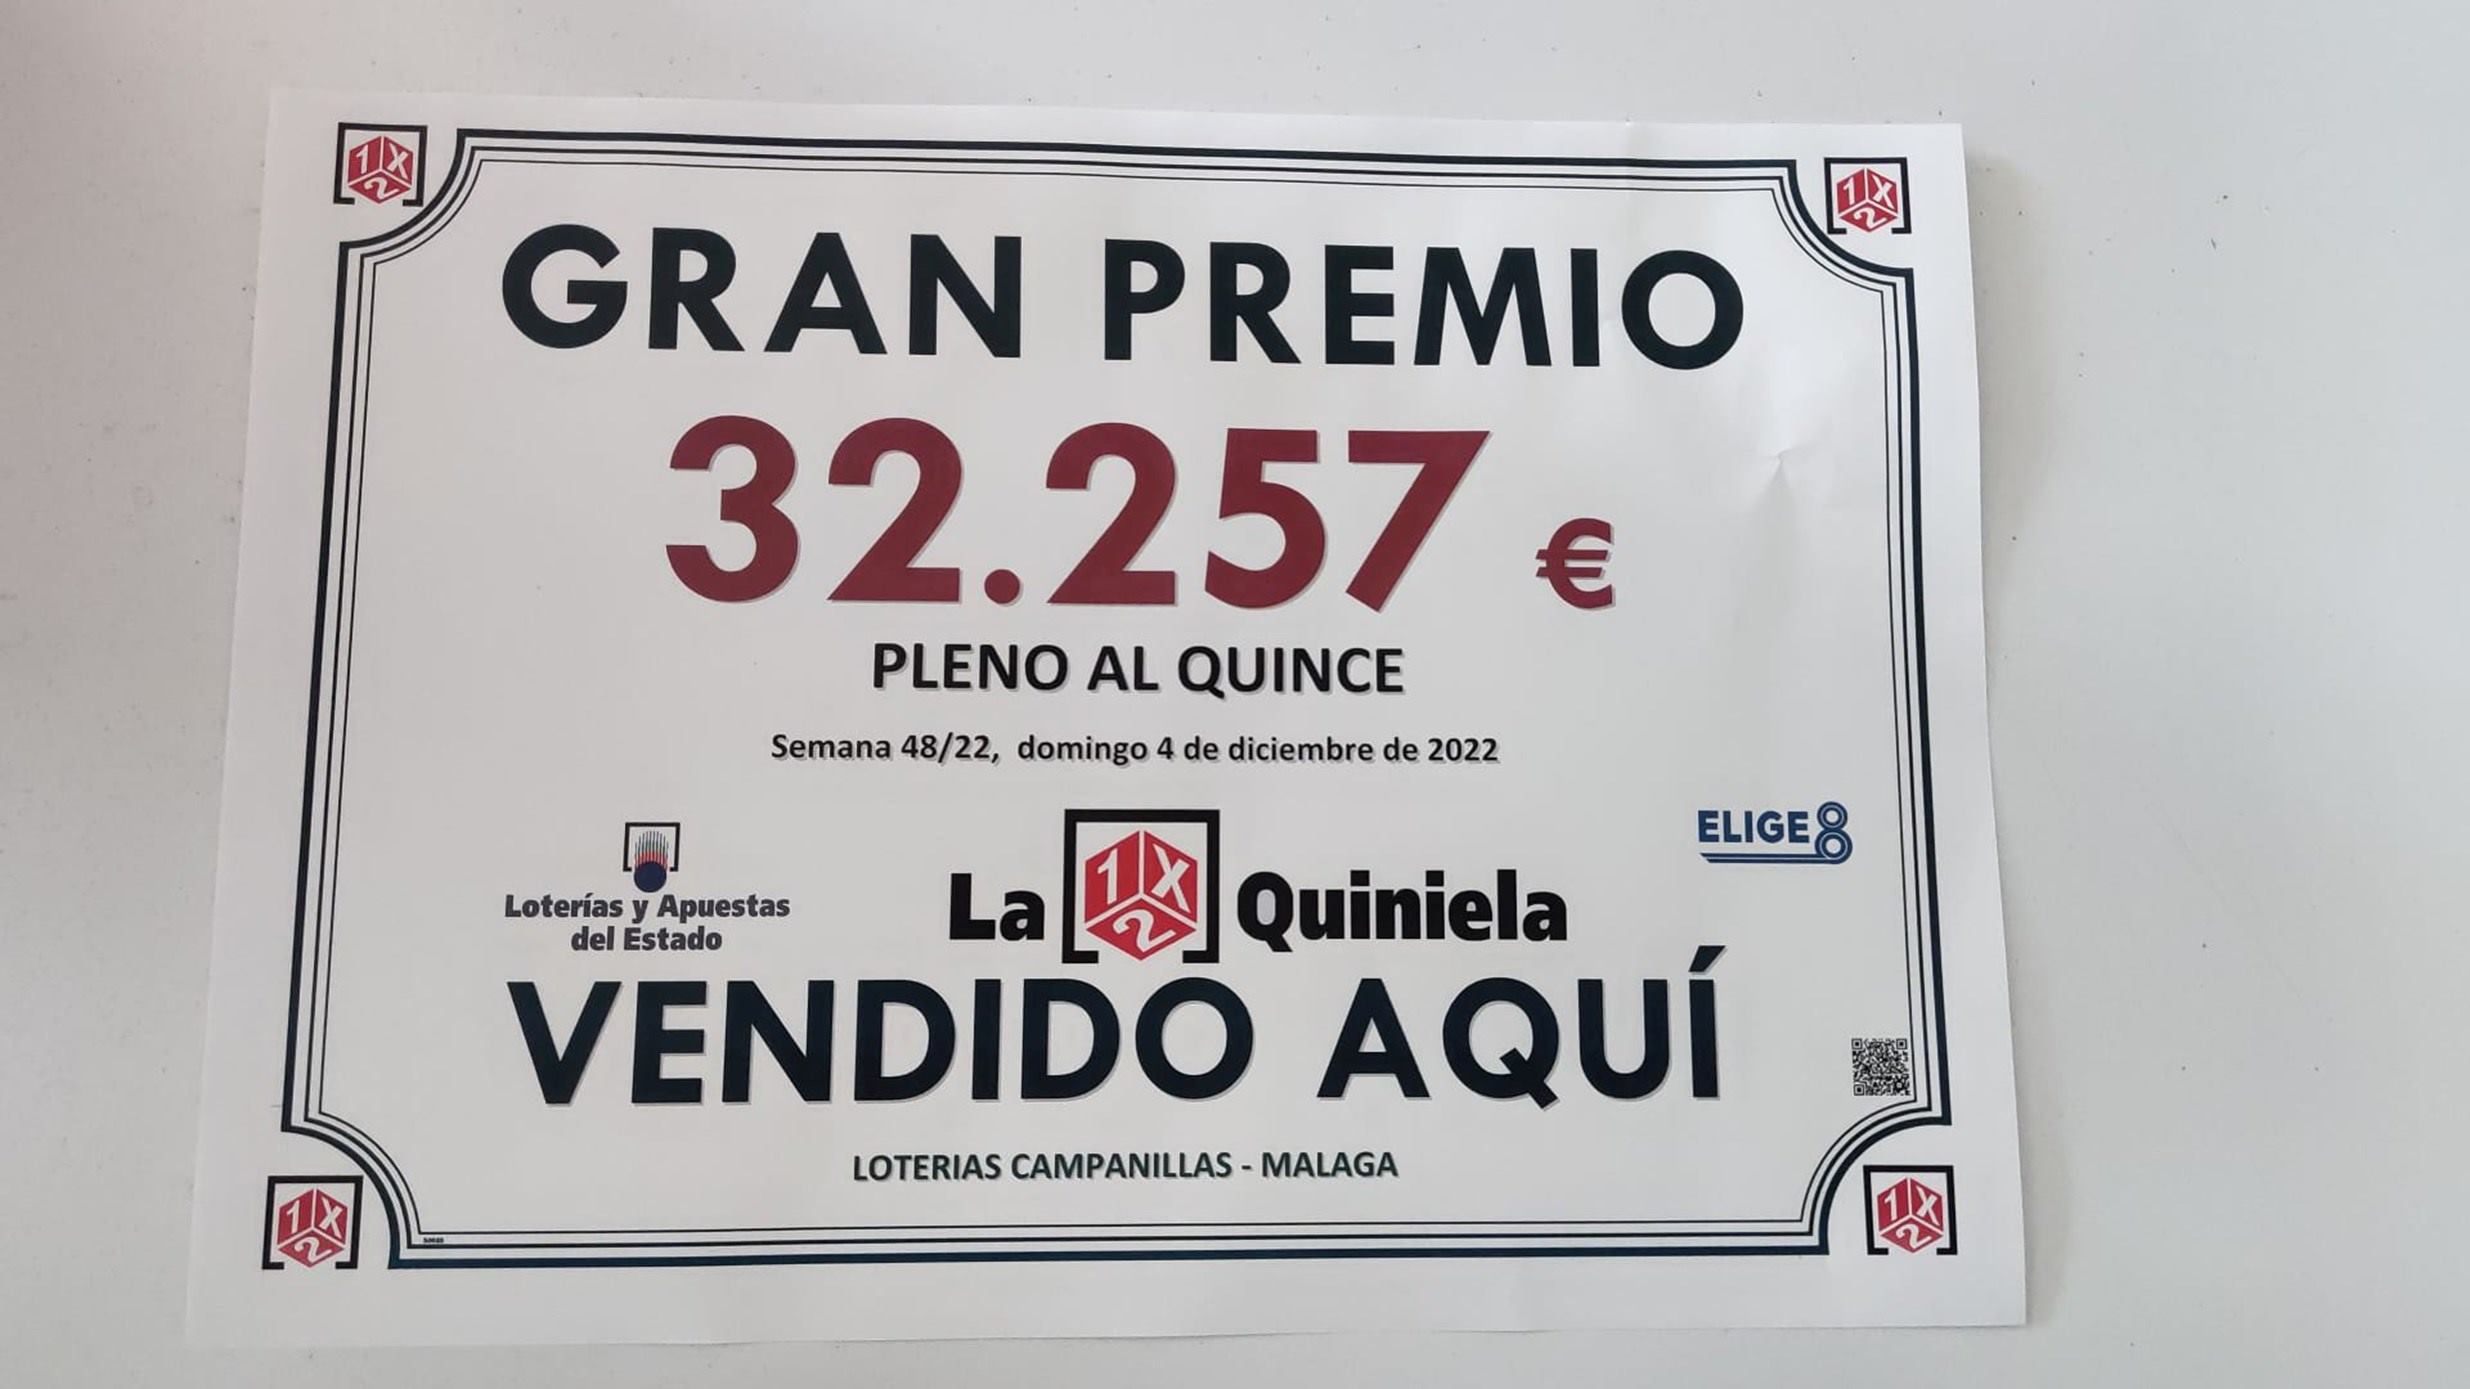 1X2
1X2
GRAN PREMIO
32.257 €
PLENO AL QUINCE
Semana 48/22, domingo 4 de diciembre de 2022
ELIGE8
Loterías y Apuestas
del Estado
La 1X2 Quiniela
VENDIDO AQUÍ
LOTERIAS CAMPANILLAS - MALAGA
1X2
1X2